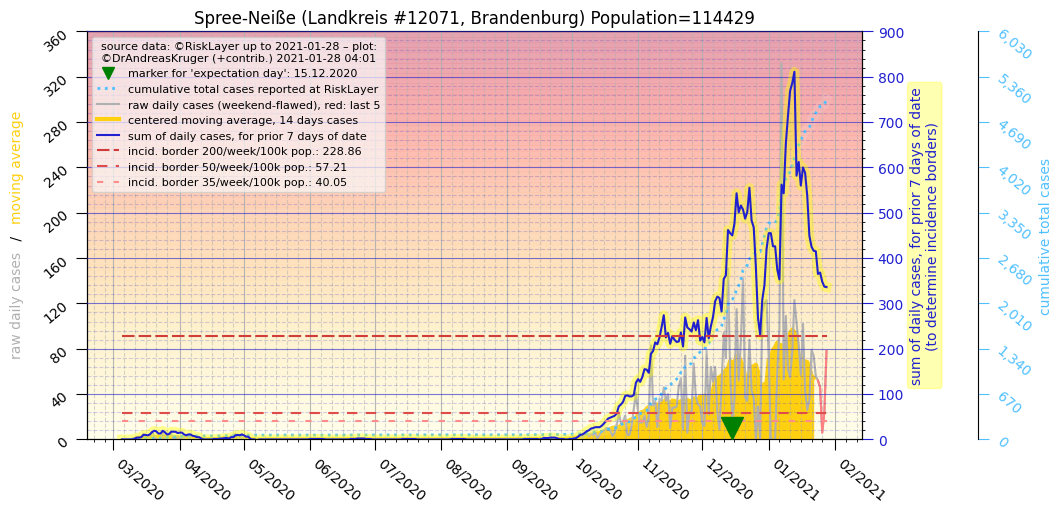 Spree-Neiße (Landkreis #12071, Brandenburg) Population=114429
source data: ©RiskLayer up to 2021-01-28 – plot:
©DrAndreasKruger (+contrib.) 2021-01-28 04:01
marker for 'expectation day': 15.12.2020
cumulative total cases reported at RiskLayer
raw daily cases (weekend-flawed), red: last 5
centered moving average, 14 days cases
sum of daily cases, for prior 7 days of date
incid. border 200/week/100k pop.: 228.86
incid. border 50/week/100k pop.: 57.21
incid. border 35/week/100k pop.: 40.05
raw daily cases / moving average
360
320
280
240
200
160
120
80
40
0
900
800
700
600
500
400
300
200
100
0
sum of daily cases, for prior 7 days of date
(to determine incidence borders)
6,030
5,360
4,690
4,020
3,350
2,680
2,010
1,340
670
0
cumulative total cases
03/2020
04/2020
05/2020
06/2020
07/2020
08/2020
09/2020
10/2020
11/2020
12/2020
01/2021
02/2021